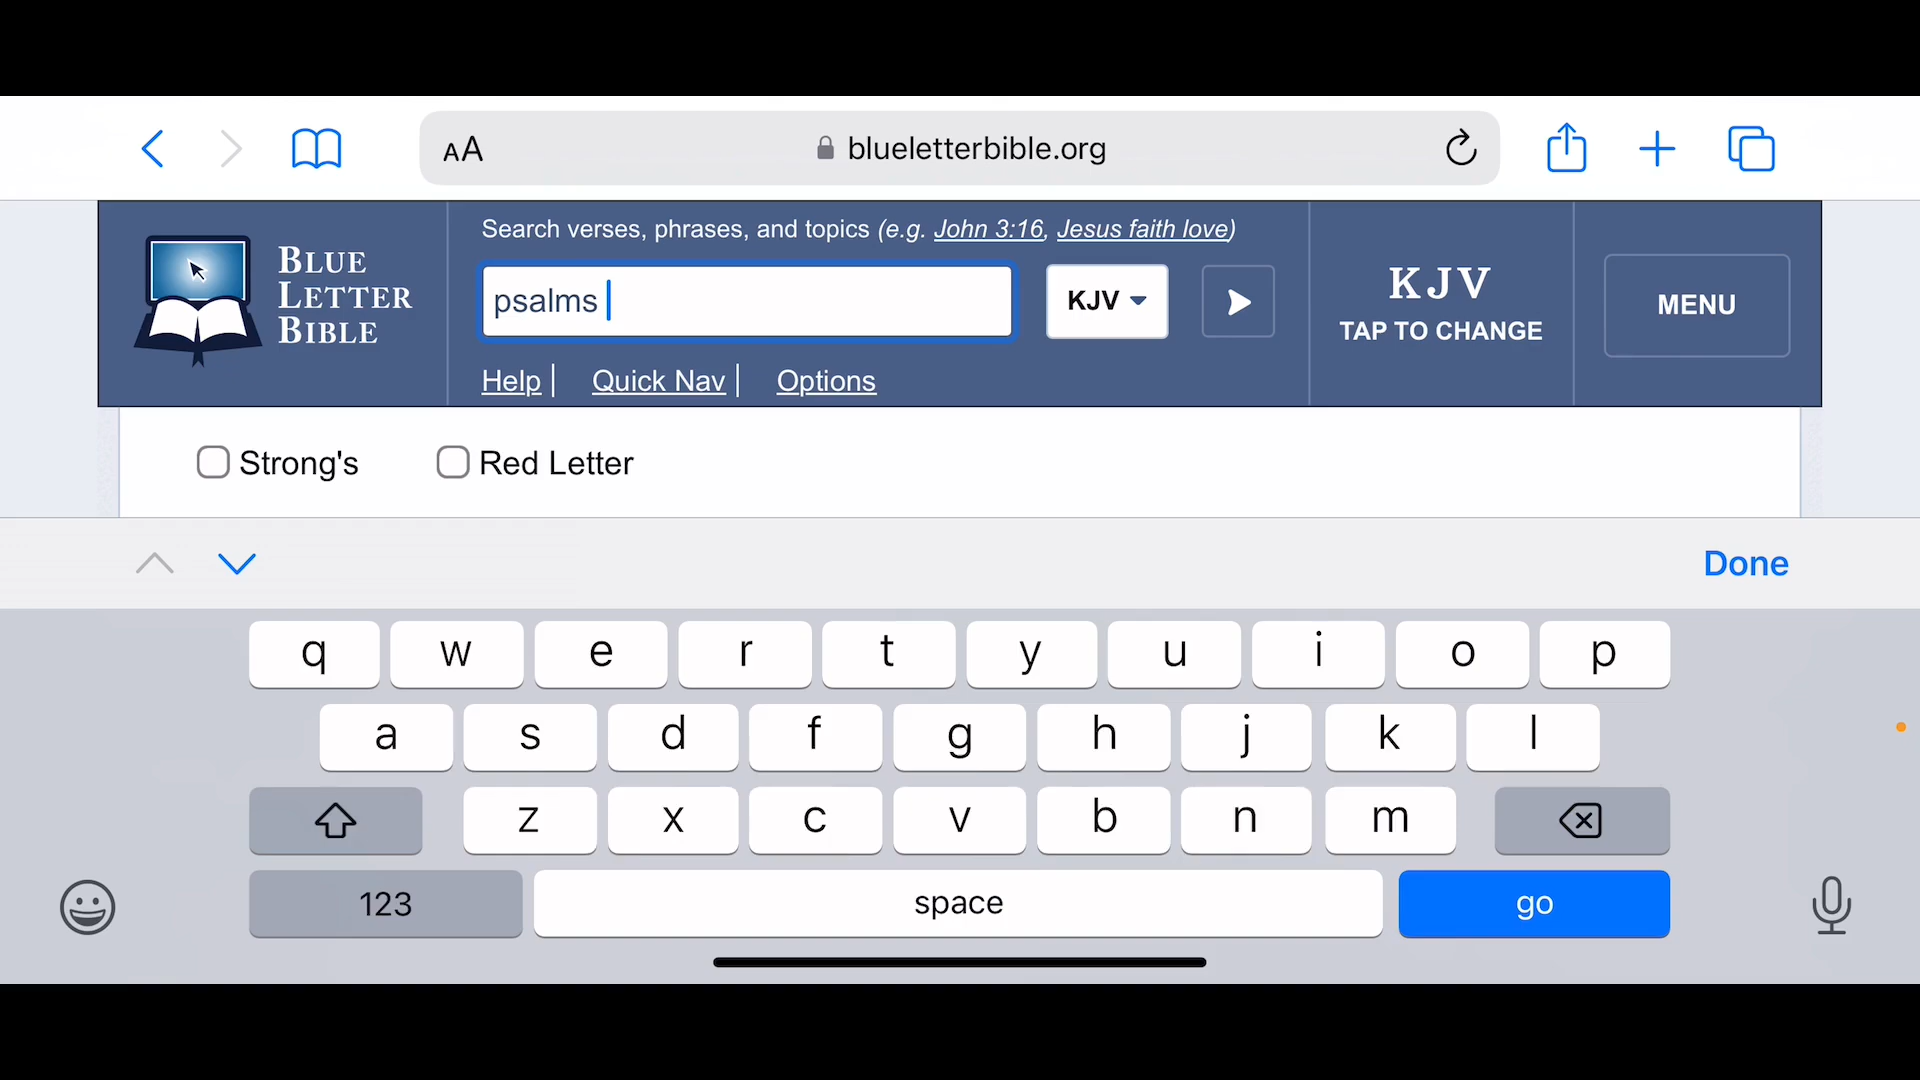 AA
blueletterbible.org
BLUE
LETTER
BIBLE
Search verses, phrases, and topics (e.g. John 3:16, Jesus faith love)
psalms
KJV
Help
Quick Nav
Options
KJV
TAP TO CHANGE
MENU
Strong's
Red Letter
Done
q w e r t y u i o p
a s d f g h j k l
z x c v b n m
123
space
go